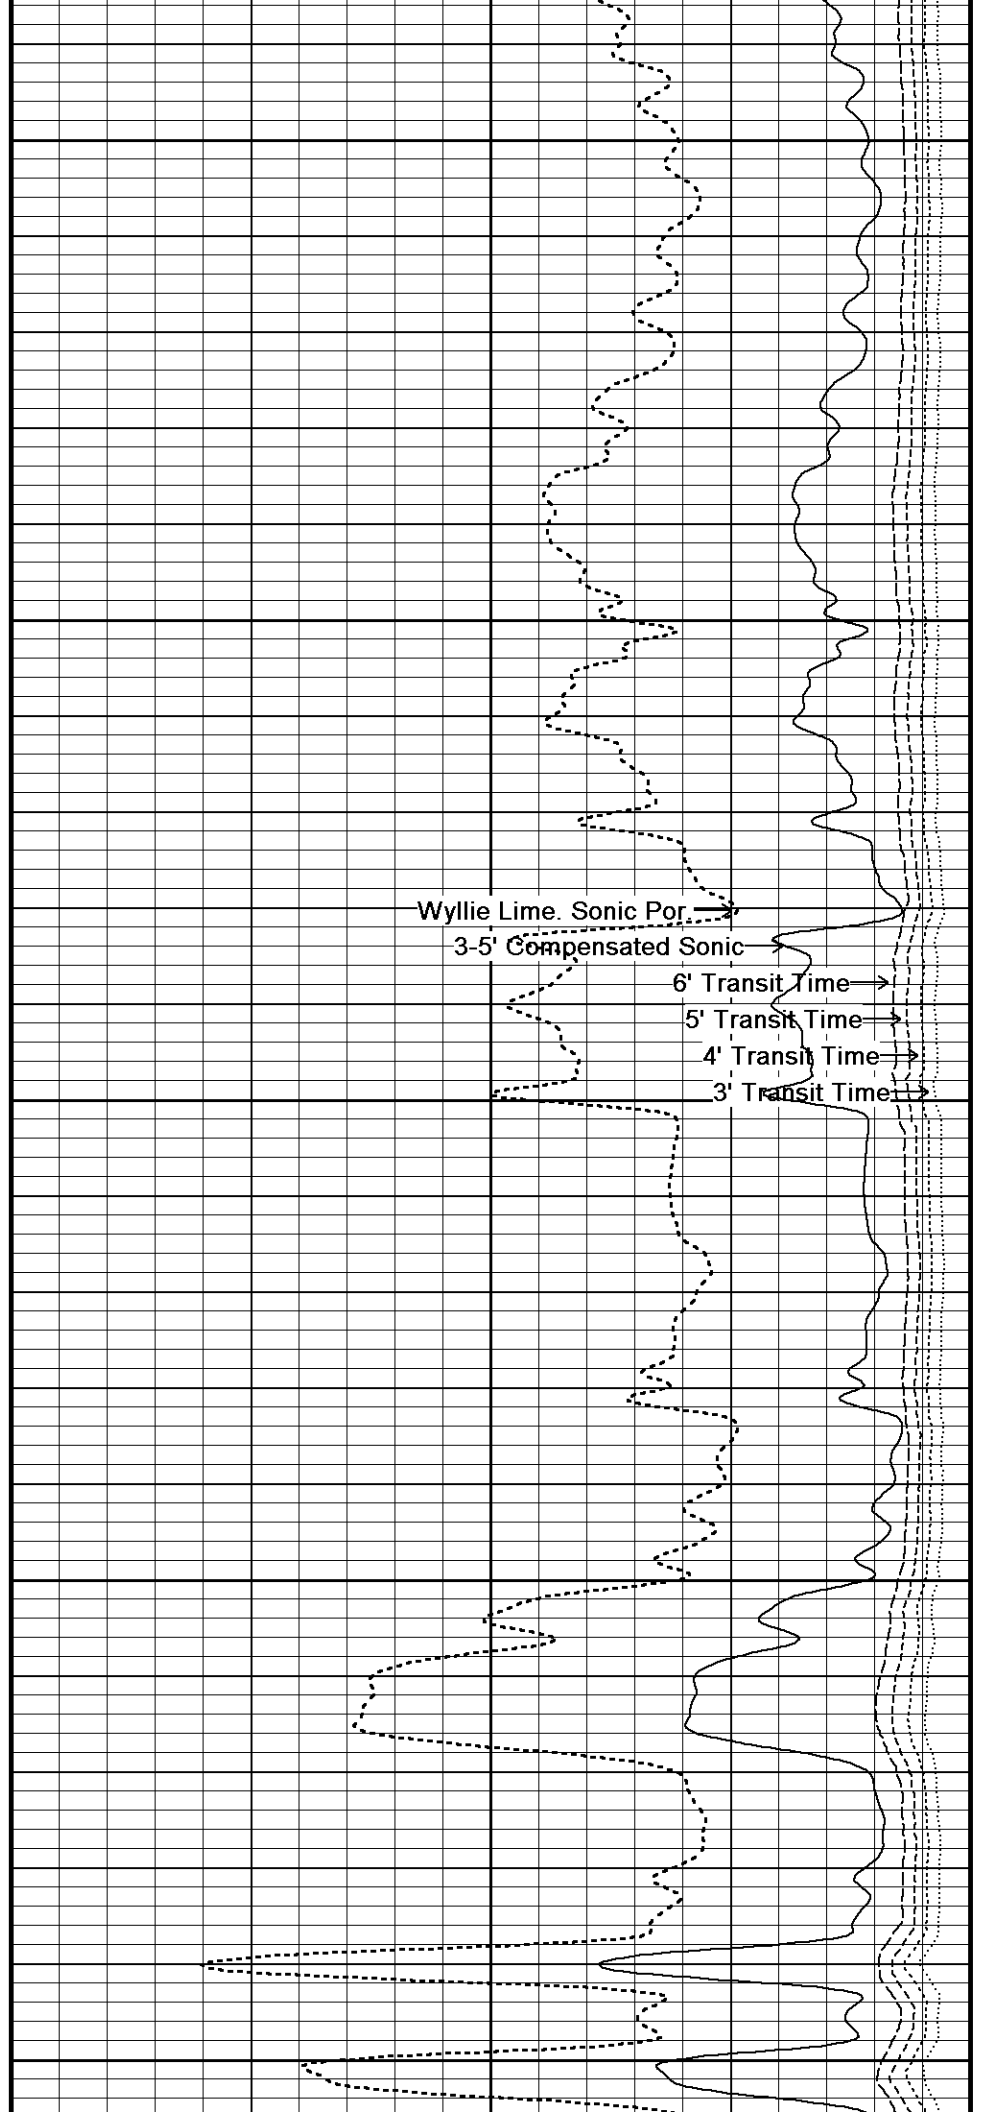 Wyllie Lime. Sonic Por.
3-5' Compensated Sonic
6' Transit Time
5' Transit Time
4' Transit Time
3' Transit Time